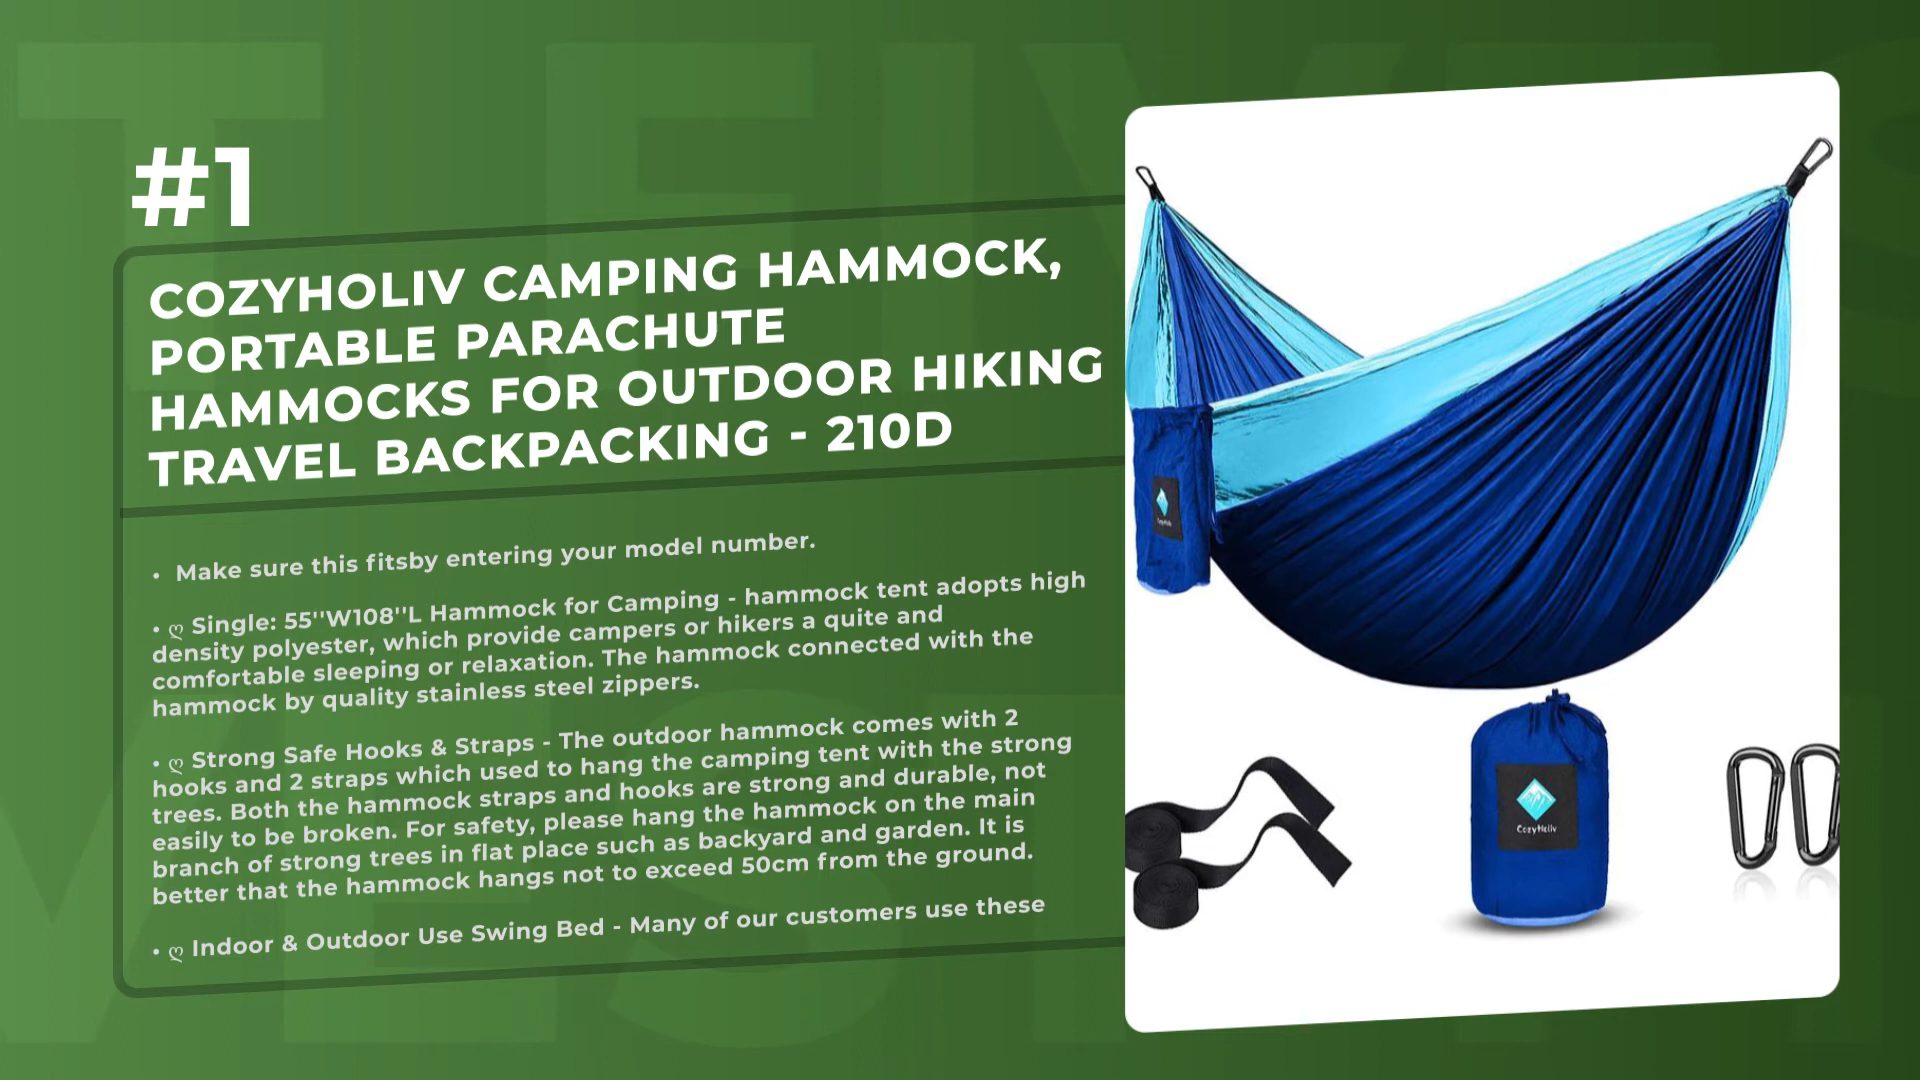 #1
COZYHOLIV CAMPING HAMMOCK,
PORTABLE PARACHUTE
HAMMOCKS FOR OUTDOOR HIKING
TRAVEL BACKPACKING - 210D
• Make sure this fitsby entering your model number.
• ღ Single: 55''W108''L Hammock for Camping - hammock tent adopts high
density polyester, which provide campers or hikers a quite and
comfortable sleeping or relaxation. The hammock connected with the
hammock by quality stainless steel zippers.
• ღ Strong Safe Hooks & Straps - The outdoor hammock comes with 2
hooks and 2 straps which used to hang the camping tent with the strong
trees. Both the hammock straps and hooks are strong and durable, not
easily to be broken. For safety, please hang the hammock on the main
branch of strong trees in flat place such as backyard and garden. It is
better that the hammock hangs not to exceed 50cm from the ground.
• ღ Indoor & Outdoor Use Swing Bed - Many of our customers use these
CozyHoliv